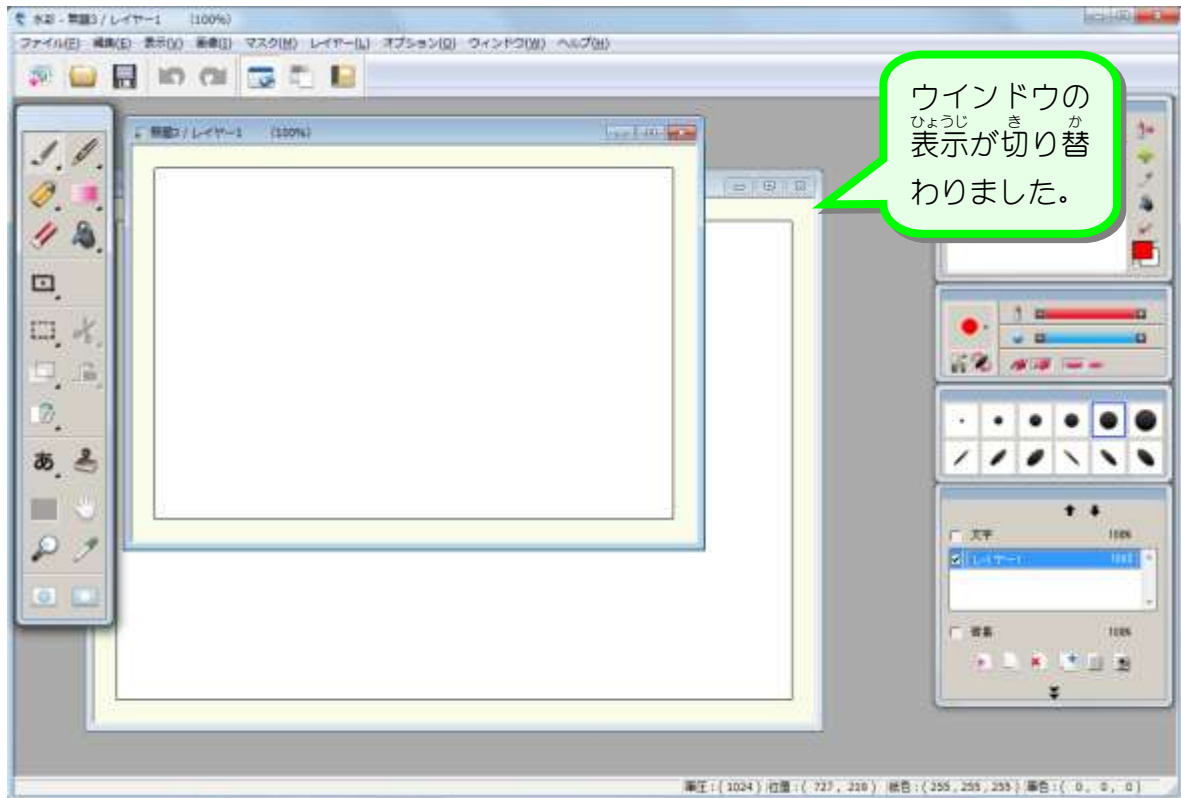 水彩 - 無題3 / レイヤー1 (100%)
ファイル(F) 編集(E) 表示(V) 画像(I) マスク(M) レイヤー(L) オプション(O) ウィンドウ(W) ヘルプ(H)
ウインドウの
ひょうじ き か
表示が切り替
わりました。
無題3 / レイヤー1 (100%)
あ
文字 100%
レイヤー1
背景 100%
筆圧:( 1024 ) 位置:( 727, 210 ) 紙色:( 255, 255, 255 ) 筆色:( 0, 0, 0)